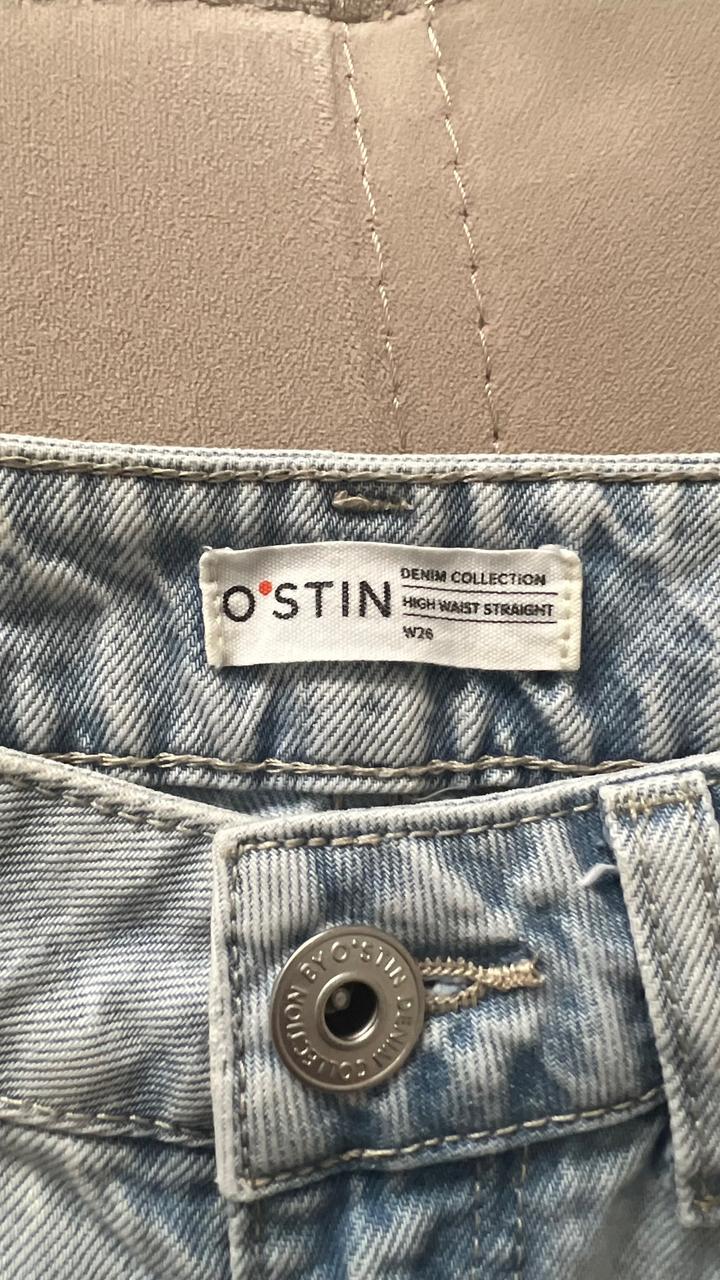 O'STIN
DENIM COLLECTION
HIGH WAIST STRAIGHT
W26
DENIM COLLECTION BY O'STIN